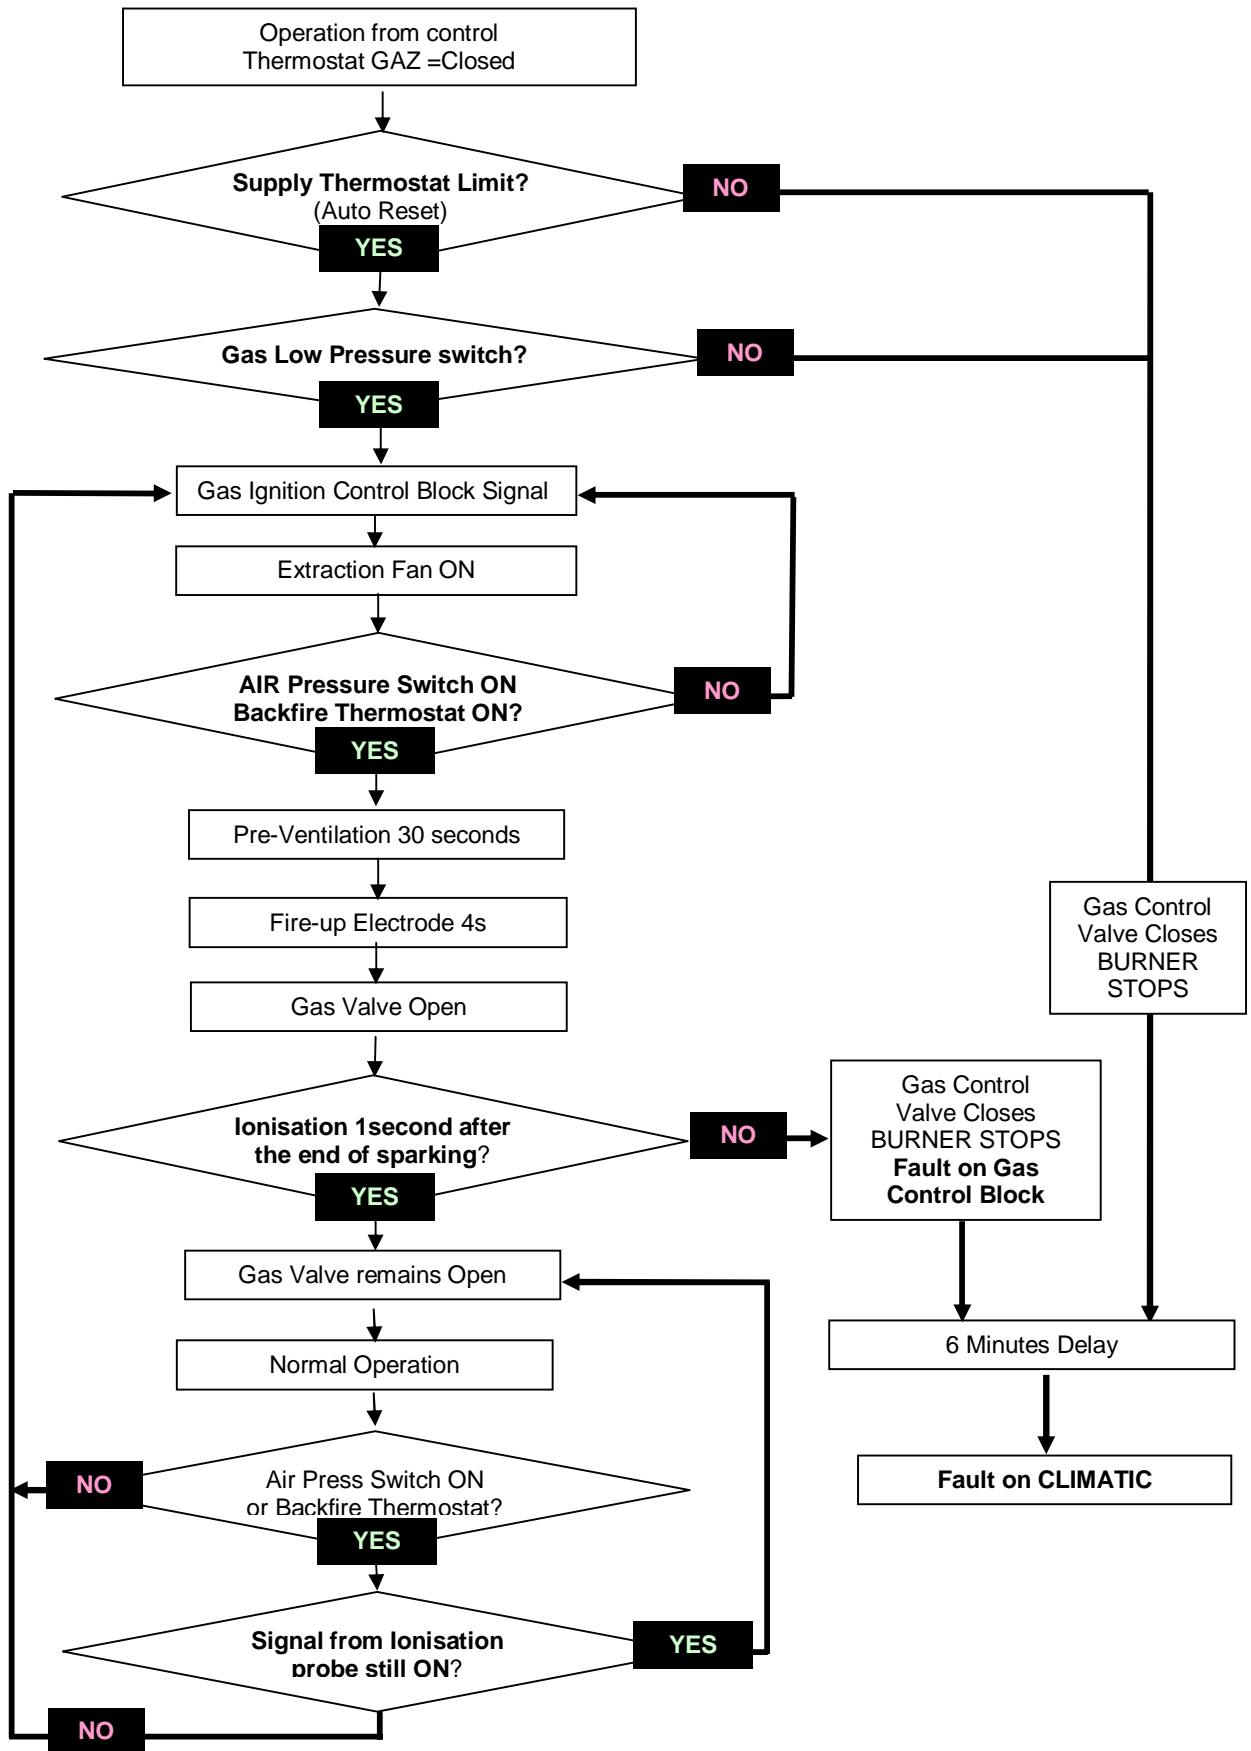 Operation from control
Thermostat GAZ =Closed
Supply Thermostat Limit?
(Auto Reset)
NO
YES
Gas Low Pressure switch?
NO
YES
Gas Ignition Control Block Signal
Extraction Fan ON
AIR Pressure Switch ON
Backfire Thermostat ON?
NO
YES
Pre-Ventilation 30 seconds
Fire-up Electrode 4s
Gas Valve Open
Gas Control
Valve Closes
BURNER
STOPS
Ionisation 1second after
the end of sparking?
NO
YES
Gas Control
Valve Closes
BURNER STOPS
Fault on Gas
Control Block
Gas Valve remains Open
Normal Operation
6 Minutes Delay
Air Press Switch ON
or Backfire Thermostat?
NO
YES
Fault on CLIMATIC
Signal from Ionisation
probe still ON?
YES
NO